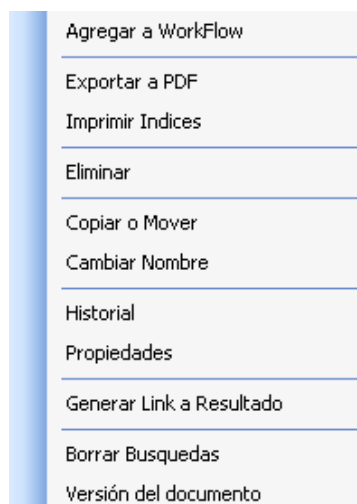 Agregar a WorkFlow
Exportar a PDF
Imprimir Indices
Eliminar
Copiar o Mover
Cambiar Nombre
Historial
Propiedades
Generar Link a Resultado
Borrar Busquedas
Versión del documento